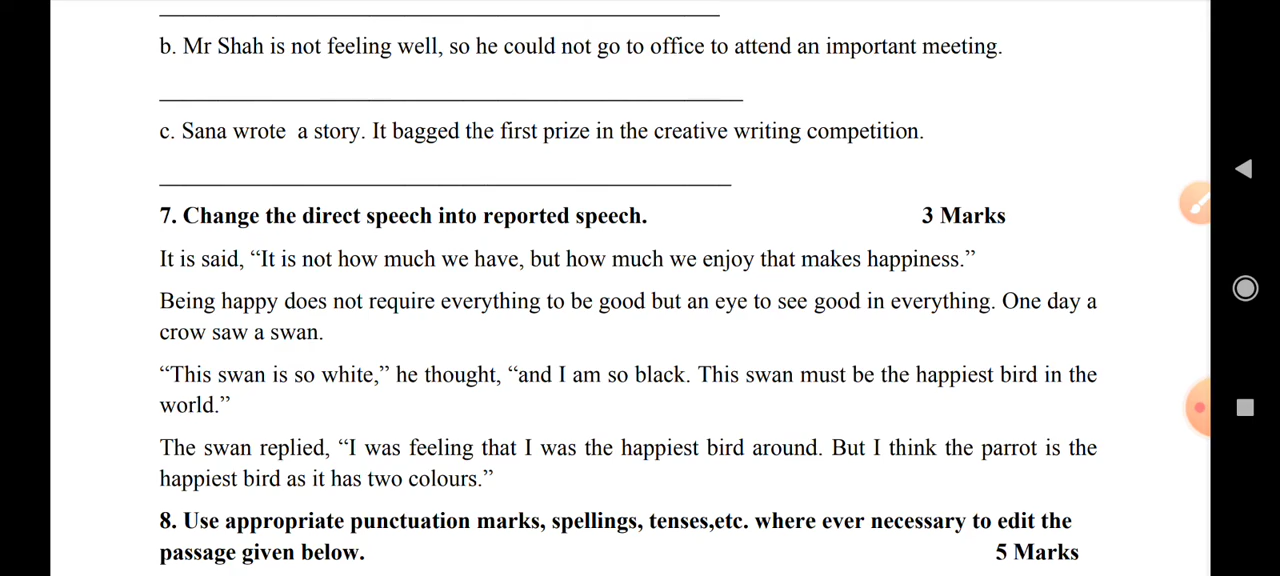 b. Mr Shah is not feeling well, so he could not go to office to attend an important meeting.
c. Sana wrote  a story. It bagged the first prize in the creative writing competition.
7. Change the direct speech into reported speech. 3 Marks
It is said, “It is not how much we have, but how much we enjoy that makes happiness.”
Being happy does not require everything to be good but an eye to see good in everything. One day a
crow saw a swan.
“This swan is so white,” he thought, “and I am so black. This swan must be the happiest bird in the
world.”
The swan replied, “I was feeling that I was the happiest bird around. But I think the parrot is the
happiest bird as it has two colours.”
8. Use appropriate punctuation marks, spellings, tenses,etc. where ever necessary to edit the
passage given below. 5 Marks